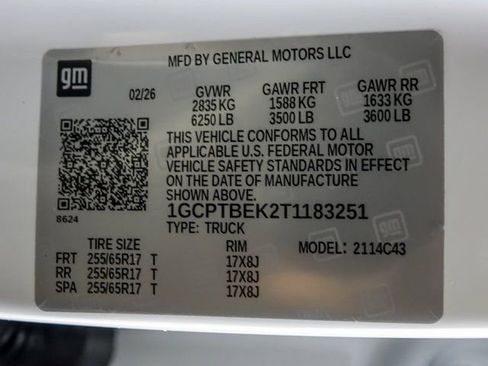 MFD BY GENERAL MOTORS LLC
gm
02/26 GVWR GAWR FRT GAWR RR
2835 KG 1588 KG 1633 KG
6250 LB 3500 LB 3600 LB
THIS VEHICLE CONFORMS TO ALL
APPLICABLE U.S. FEDERAL MOTOR
VEHICLE SAFETY STANDARDS IN EFFECT
ON THE DATE OF MANUFACTURE
SHOWN ABOVE.
8624
1GCPTBEK2T1183251
TYPE: TRUCK
TIRE SIZE RIM MODEL: 2114C43
FRT 255/65R17 T 17X8J
RR 255/65R17 T 17X8J
SPA 255/65R17 T 17X8J